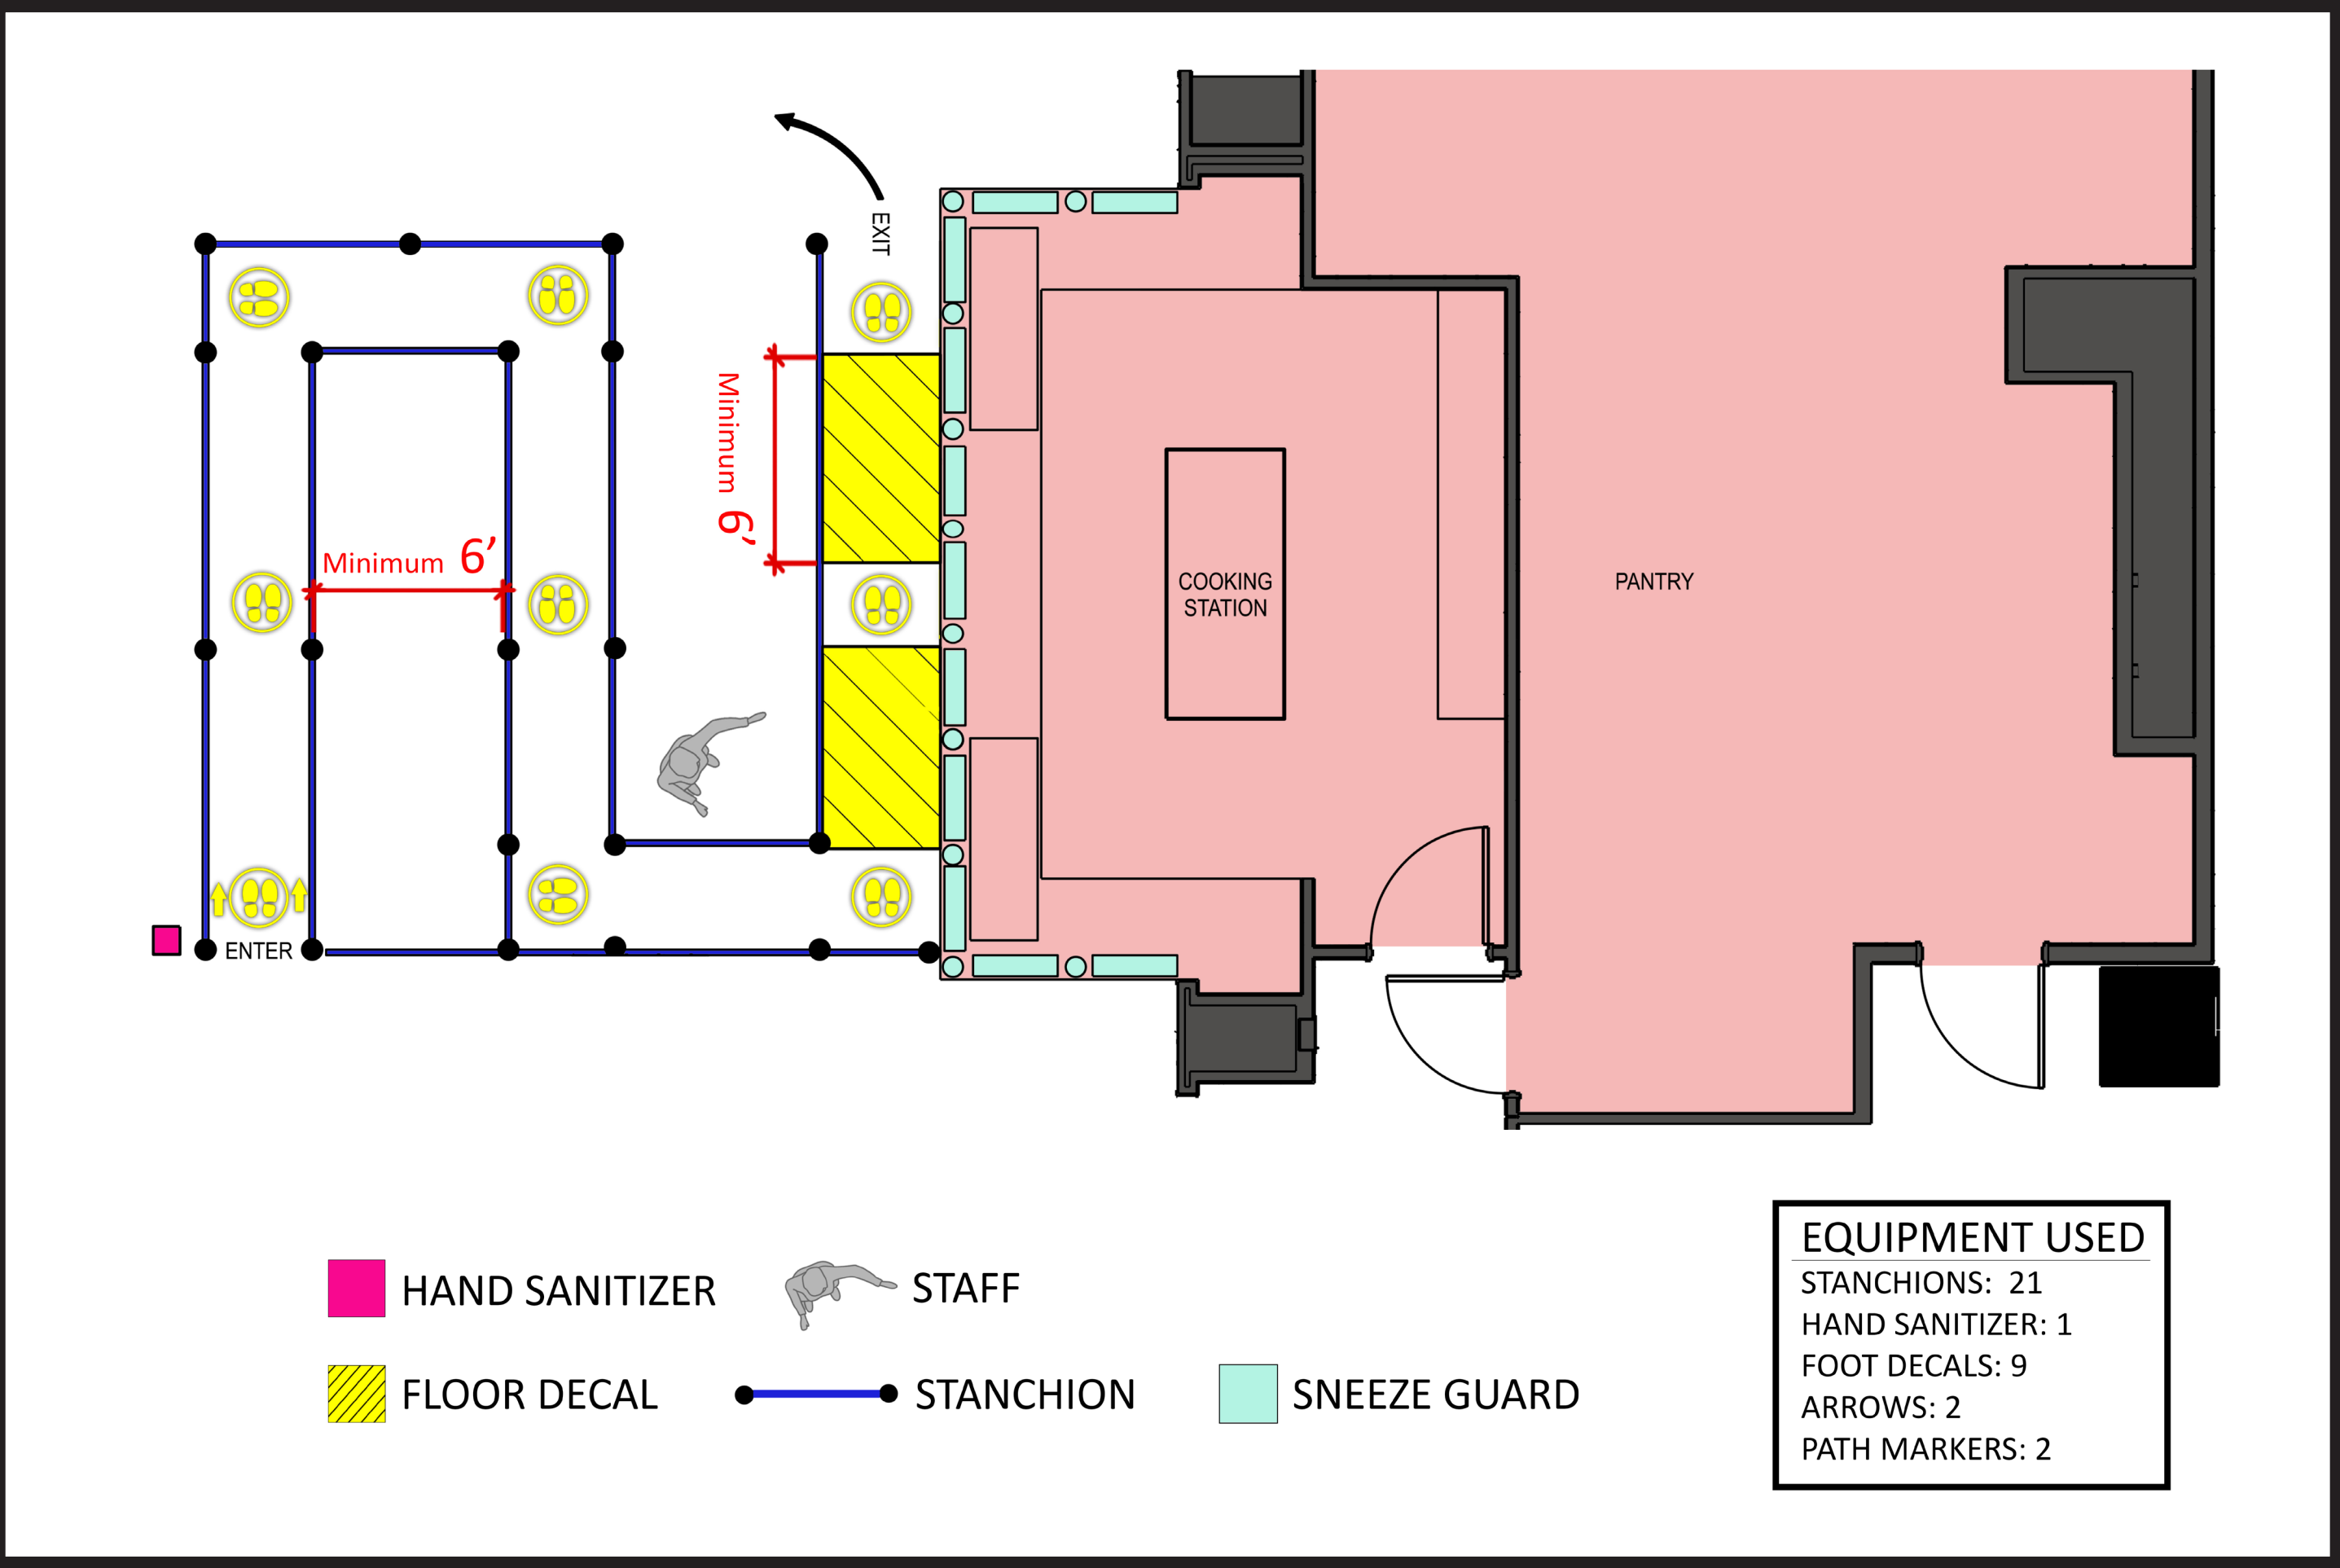 EXIT
Minimum 6’
Minimum 6’
COOKING
STATION
PANTRY
ENTER
HAND SANITIZER
STAFF
FLOOR DECAL
STANCHION
SNEEZE GUARD
EQUIPMENT USED
STANCHIONS: 21
HAND SANITIZER: 1
FOOT DECALS: 9
ARROWS: 2
PATH MARKERS: 2